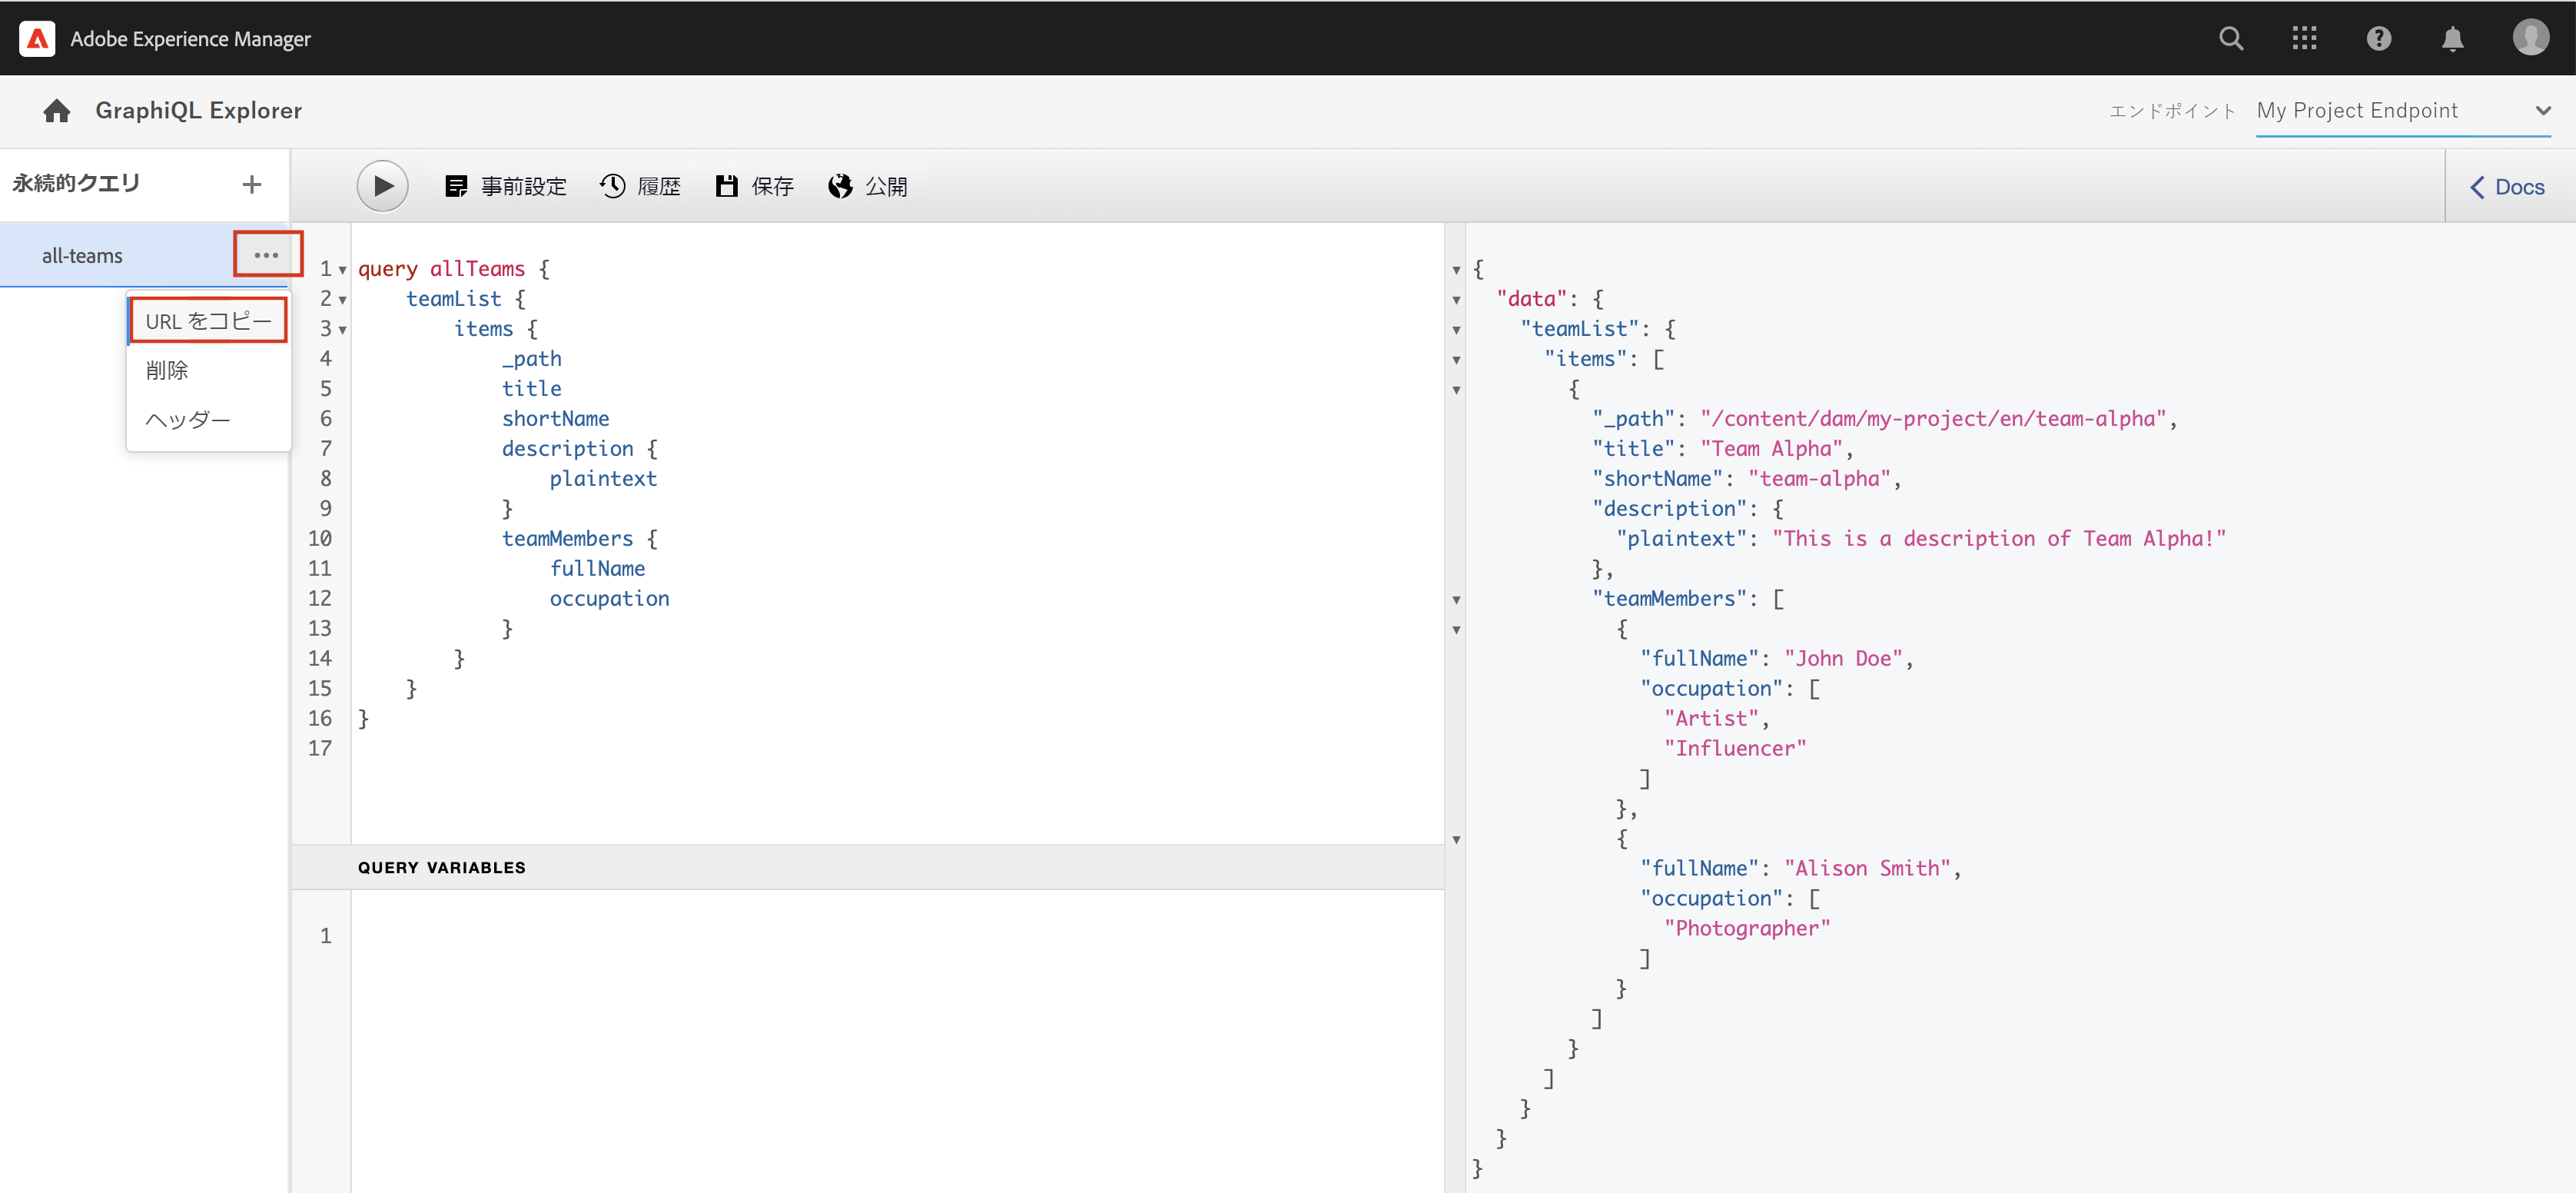 Adobe Experience Manager
GraphiQL Explorer
エンドポイント My Project Endpoint
永続的クエリ +
事前設定 履歴 保存 公開
Docs
all-teams
URL をコピー
削除
ヘッダー
1 query allTeams {
2 teamList {
3 items {
4 _path
5 title
6 shortName
7 description {
8 plaintext
9 }
10 teamMembers {
11 fullName
12 occupation
13 }
14 }
15 }
16 }
17
QUERY VARIABLES
1
{
"data": {
"teamList": {
"items": [
{
"_path": "/content/dam/my-project/en/team-alpha",
"title": "Team Alpha",
"shortName": "team-alpha",
"description": {
"plaintext": "This is a description of Team Alpha!"
},
"teamMembers": [
{
"fullName": "John Doe",
"occupation": [
"Artist",
"Influencer"
]
},
{
"fullName": "Alison Smith",
"occupation": [
"Photographer"
]
}
]
}
]
}
}
}